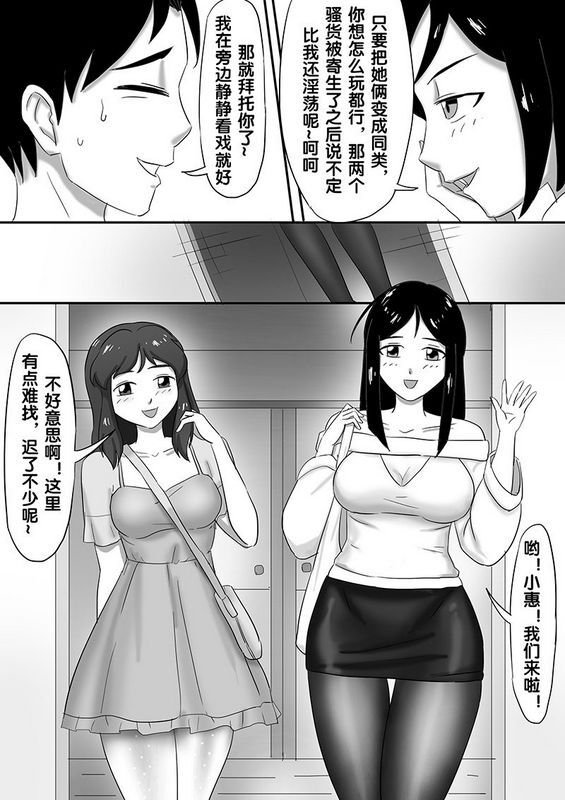 只要把她俩变成同类，
你想怎么玩都行，那两个
骚货被寄生了之后说不定
比我还淫荡呢~呵呵
那就拜托你了~
我在旁边静静看戏就好
哟！小惠！我们来啦！
不好意思啊！这里
有点难找，迟了不少呢~